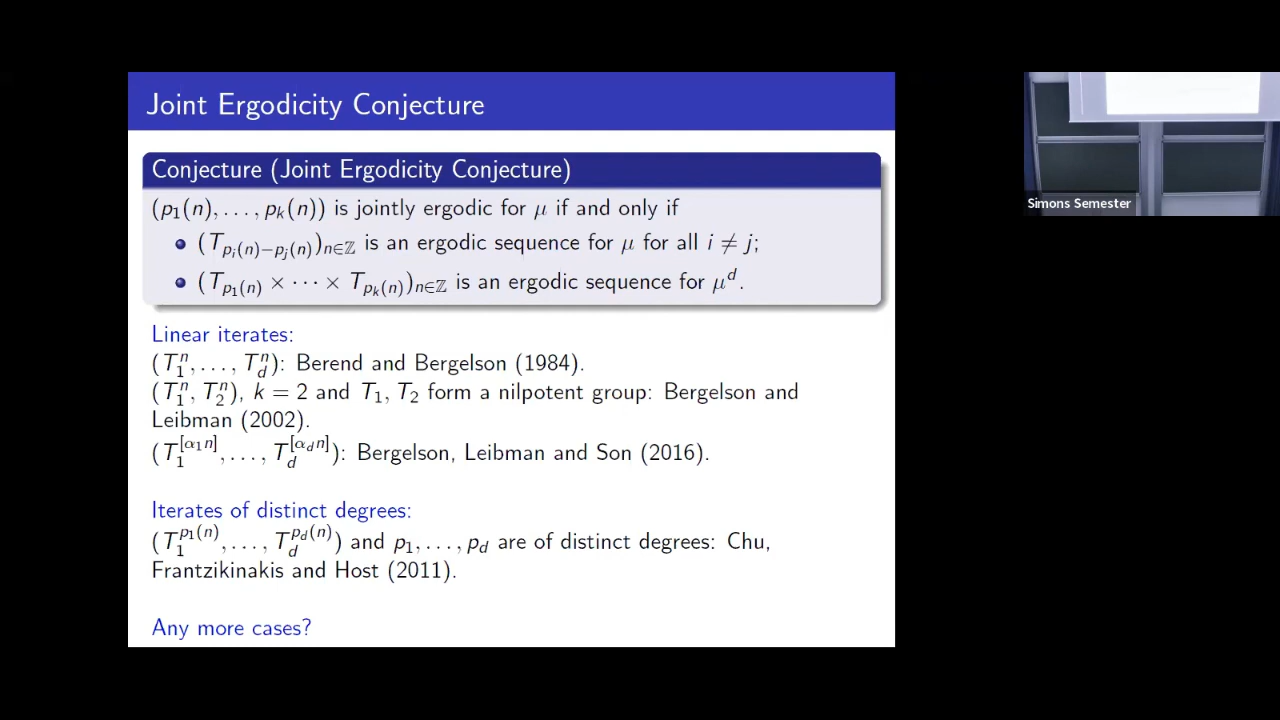 Joint Ergodicity Conjecture
Conjecture (Joint Ergodicity Conjecture)
(p₁(n), . . . , pₖ(n)) is jointly ergodic for μ if and only if
• (T_{p_i(n)−p_j(n)})_{n∈ℤ} is an ergodic sequence for μ for all i ≠ j;
• (T_{p_1(n)} × · · · × T_{p_k(n)})_{n∈ℤ} is an ergodic sequence for μ^d.
Linear iterates:
(T_1^n, . . . , T_d^n): Berend and Bergelson (1984).
(T_1^n, T_2^n), k = 2 and T_1, T_2 form a nilpotent group: Bergelson and
Leibman (2002).
(T_1^{[α_1 n]}, . . . , T_d^{[α_d n]}): Bergelson, Leibman and Son (2016).
Iterates of distinct degrees:
(T_1^{p_1(n)}, . . . , T_d^{p_d(n)}) and p_1, . . . , p_d are of distinct degrees: Chu,
Frantzikinakis and Host (2011).
Any more cases?
Simons Semester